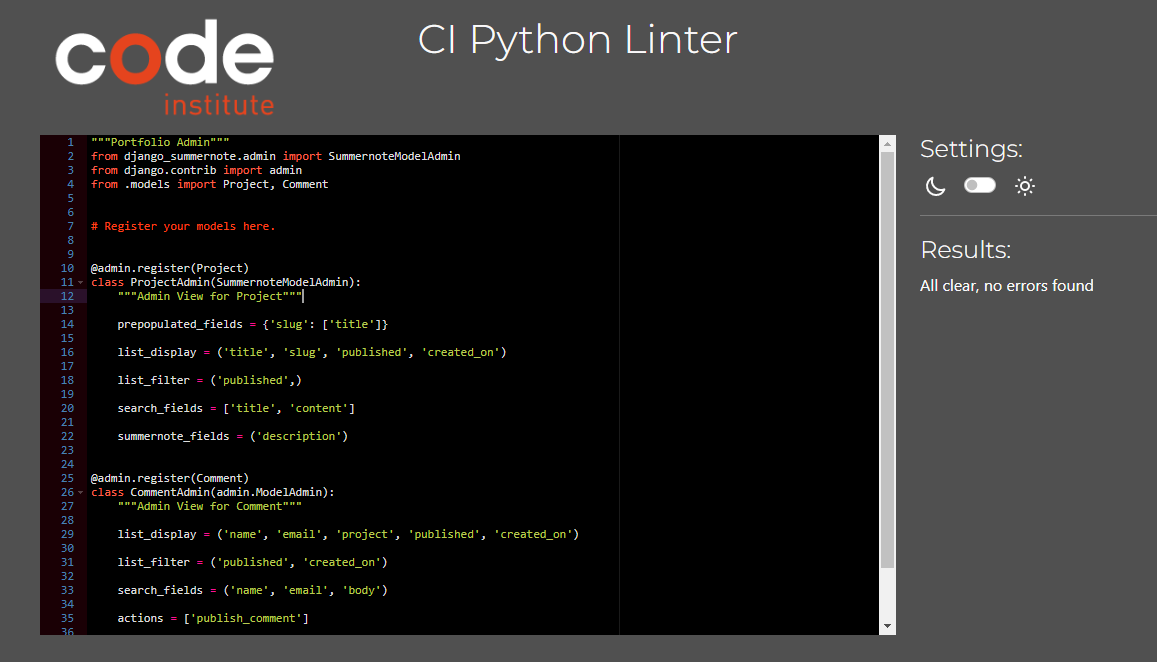 code
institute
CI Python Linter
1 """Portfolio Admin"""
2 from django_summernote.admin import SummernoteModelAdmin
3 from django.contrib import admin
4 from .models import Project, Comment
5
6
7 # Register your models here.
8
9
10 @admin.register(Project)
11 class ProjectAdmin(SummernoteModelAdmin):
12     """Admin View for Project"""
13
14     prepopulated_fields = {'slug': ['title']}
15
16     list_display = ('title', 'slug', 'published', 'created_on')
17
18     list_filter = ('published',)
19
20     search_fields = ['title', 'content']
21
22     summernote_fields = ('description')
23
24
25 @admin.register(Comment)
26 class CommentAdmin(admin.ModelAdmin):
27     """Admin View for Comment"""
28
29     list_display = ('name', 'email', 'project', 'published', 'created_on')
30
31     list_filter = ('published', 'created_on')
32
33     search_fields = ('name', 'email', 'body')
34
35     actions = ['publish_comment']
36
Settings:
Results:
All clear, no errors found